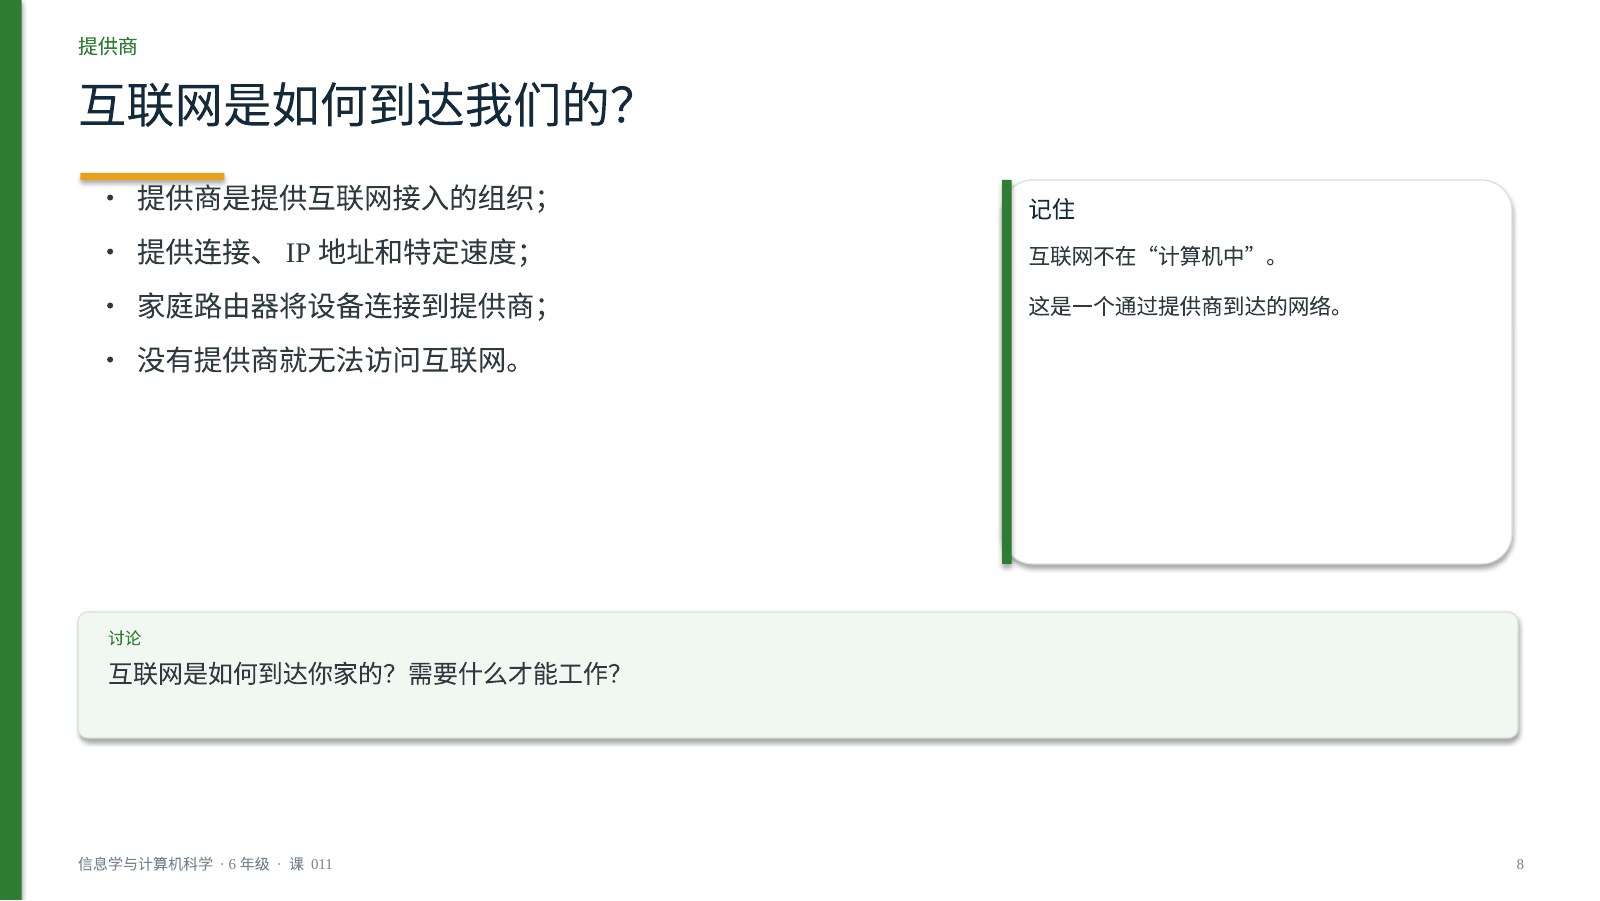 提供商
互联网是如何到达我们的？
• 提供商是提供互联网接入的组织；
• 提供连接、 IP 地址和特定速度；
• 家庭路由器将设备连接到提供商；
• 没有提供商就无法访问互联网。
记住
互联网不在“计算机中”。
这是一个通过提供商到达的网络。
讨论
互联网是如何到达你家的？需要什么才能工作？
信息学与计算机科学 · 6 年级 · 课 011
8